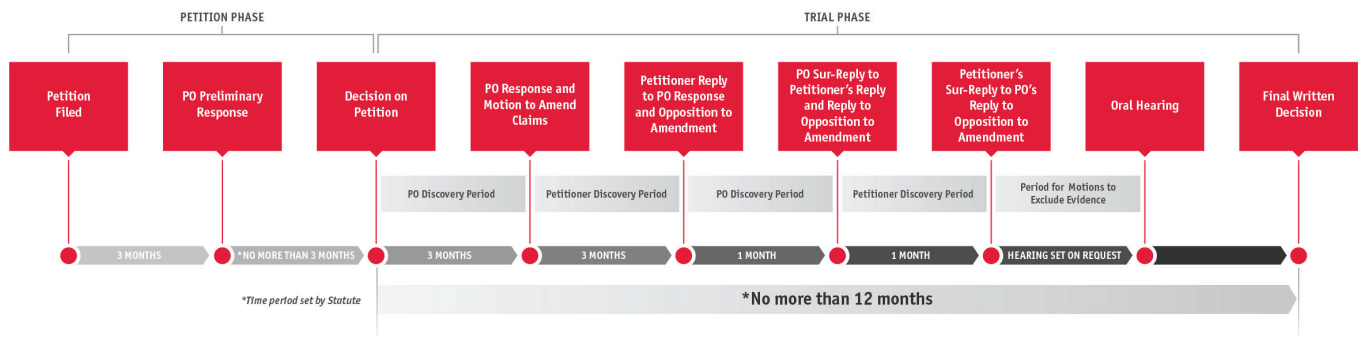 PETITION PHASE
TRIAL PHASE
Petition
Filed
PO Preliminary
Response
Decision on
Petition
PO Response and
Motion to Amend
Claims
Petitioner Reply
to PO Response
and Opposition to
Amendment
PO Sur-Reply to
Petitioner's Reply
and Reply to
Opposition to
Amendment
Petitioner's
Sur-Reply to PO's
Reply to
Opposition to
Amendment
Oral Hearing
Final Written
Decision
PO Discovery Period
Petitioner Discovery Period
PO Discovery Period
Petitioner Discovery Period
Period for Motions to
Exclude Evidence
3 MONTHS
*NO MORE THAN 3 MONTHS
3 MONTHS
3 MONTHS
1 MONTH
1 MONTH
HEARING SET ON REQUEST
*Time period set by Statute
*No more than 12 months